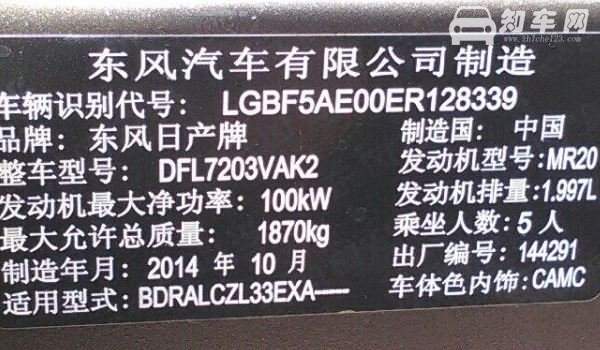 知车网
www.zhiche123.com
东风汽车有限公司制造
车辆识别代号: LGBF5AE00ER128339
品牌: 东风日产牌 制造国: 中国
整车型号: DFL7203VAK2 发动机型号:MR20
发动机最大净功率: 100kW 发动机排量:1.997L
最大允许总质量: 1870kg 乘坐人数: 5 人
制造年月: 2014 年 10 月 出厂编号: 144291
适用型式: BDRALCZL33EXA----- 车体色内饰: CAMC